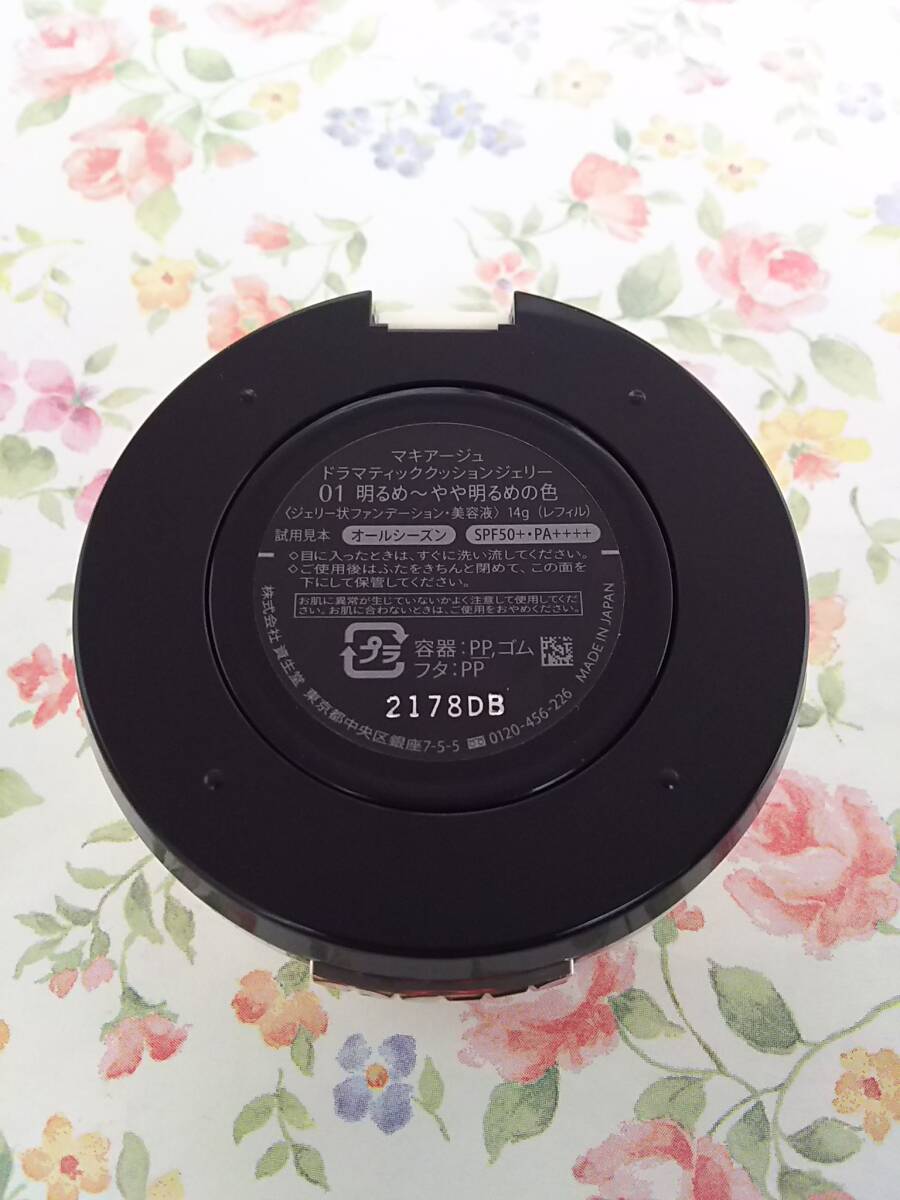 マキアージュ
ドラマティッククッションジェリー
01 明るめ～やや明るめの色
〈ジェリー状ファンデーション・美容液〉 14g（レフィル）
試用見本 オールシーズン SPF50+・PA++++
◇目に入ったときは、すぐに洗い流してください。
◇ご使用後はふたをきちんと閉めて、この面を
下にして保管してください。
お肌に異常が生じていないかよく注意して使用してくだ
さい。お肌に合わないときは、ご使用をおやめください。
プラ
容器：PP，ゴム
フタ：PP
2178DB
株式会社 資生堂 東京都中央区銀座7-5-5 0120-456-226 MADE IN JAPAN